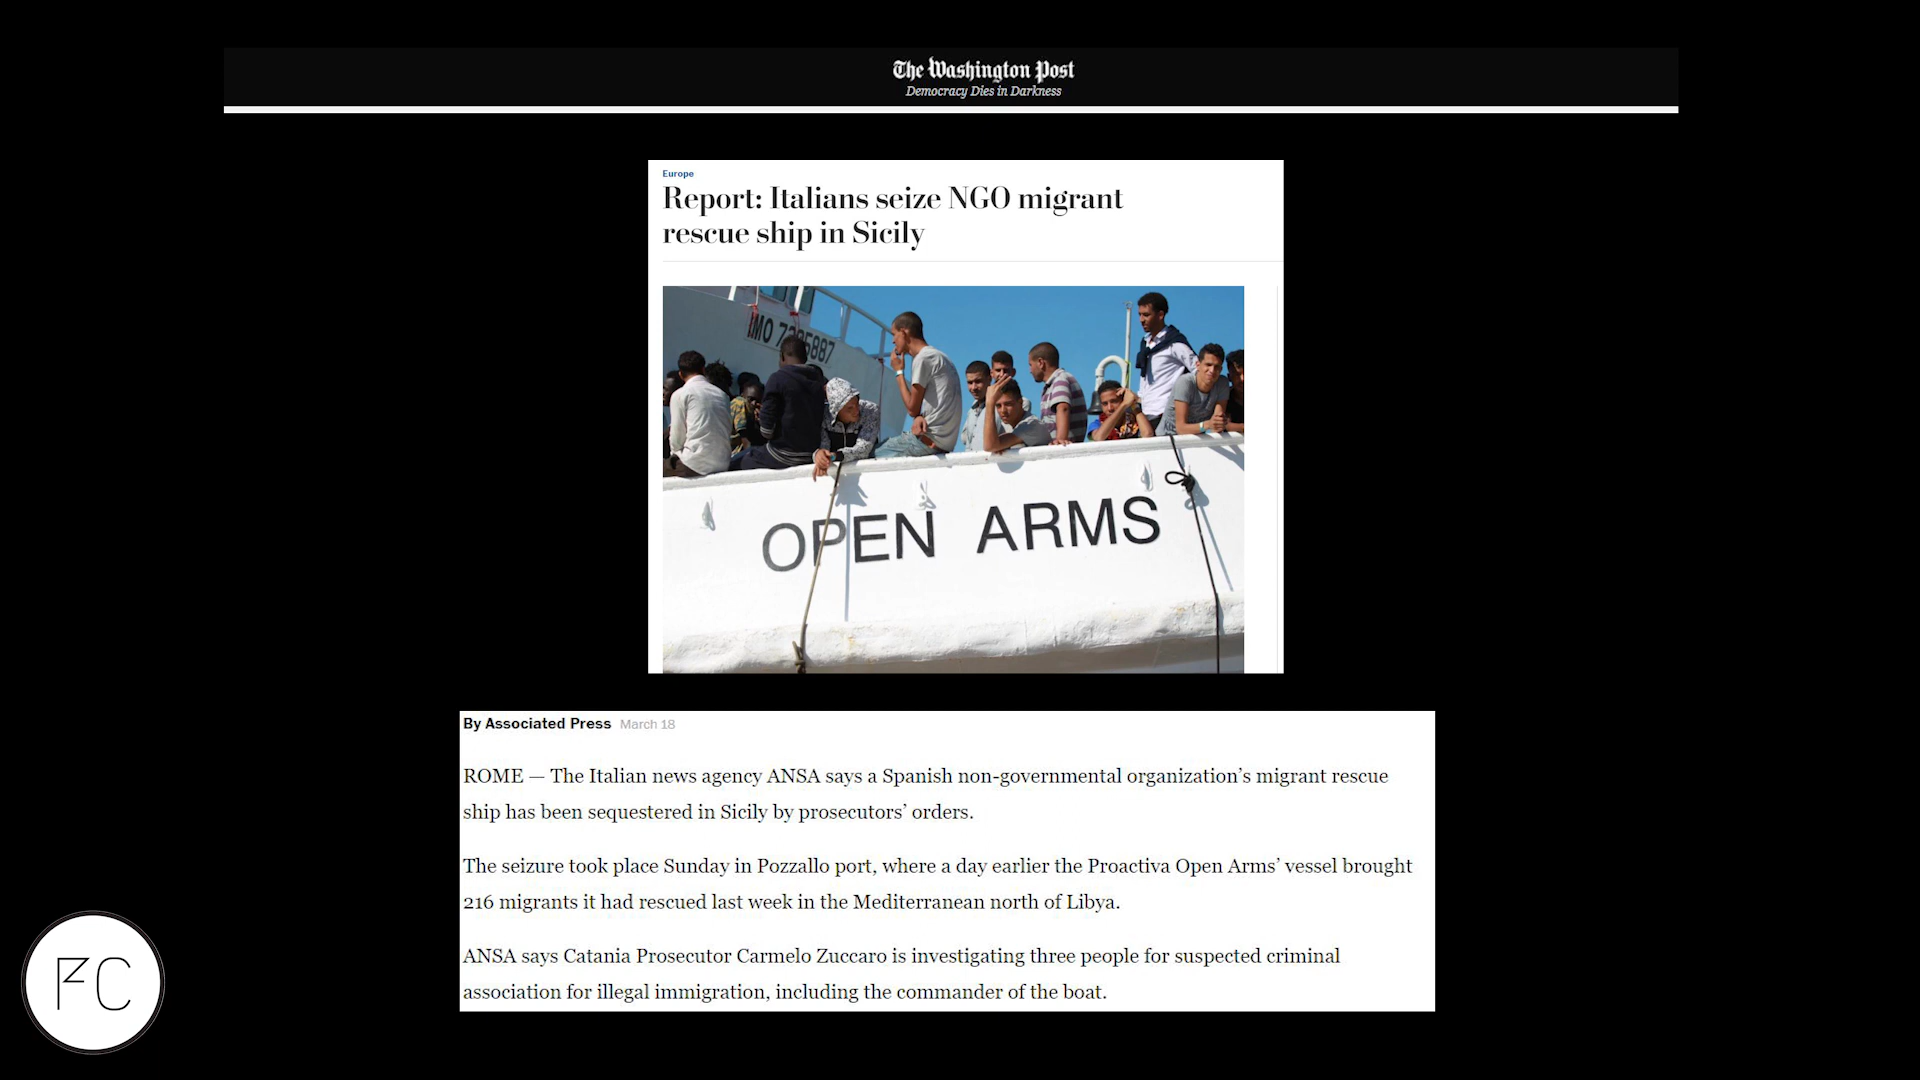 The Washington Post
Democracy Dies in Darkness
Europe
Report: Italians seize NGO migrant
rescue ship in Sicily
OPEN ARMS
By Associated Press March 18
ROME — The Italian news agency ANSA says a Spanish non-governmental organization’s migrant rescue
ship has been sequestered in Sicily by prosecutors’ orders.
The seizure took place Sunday in Pozzallo port, where a day earlier the Proactiva Open Arms’ vessel brought
216 migrants it had rescued last week in the Mediterranean north of Libya.
ANSA says Catania Prosecutor Carmelo Zuccaro is investigating three people for suspected criminal
association for illegal immigration, including the commander of the boat.
FC